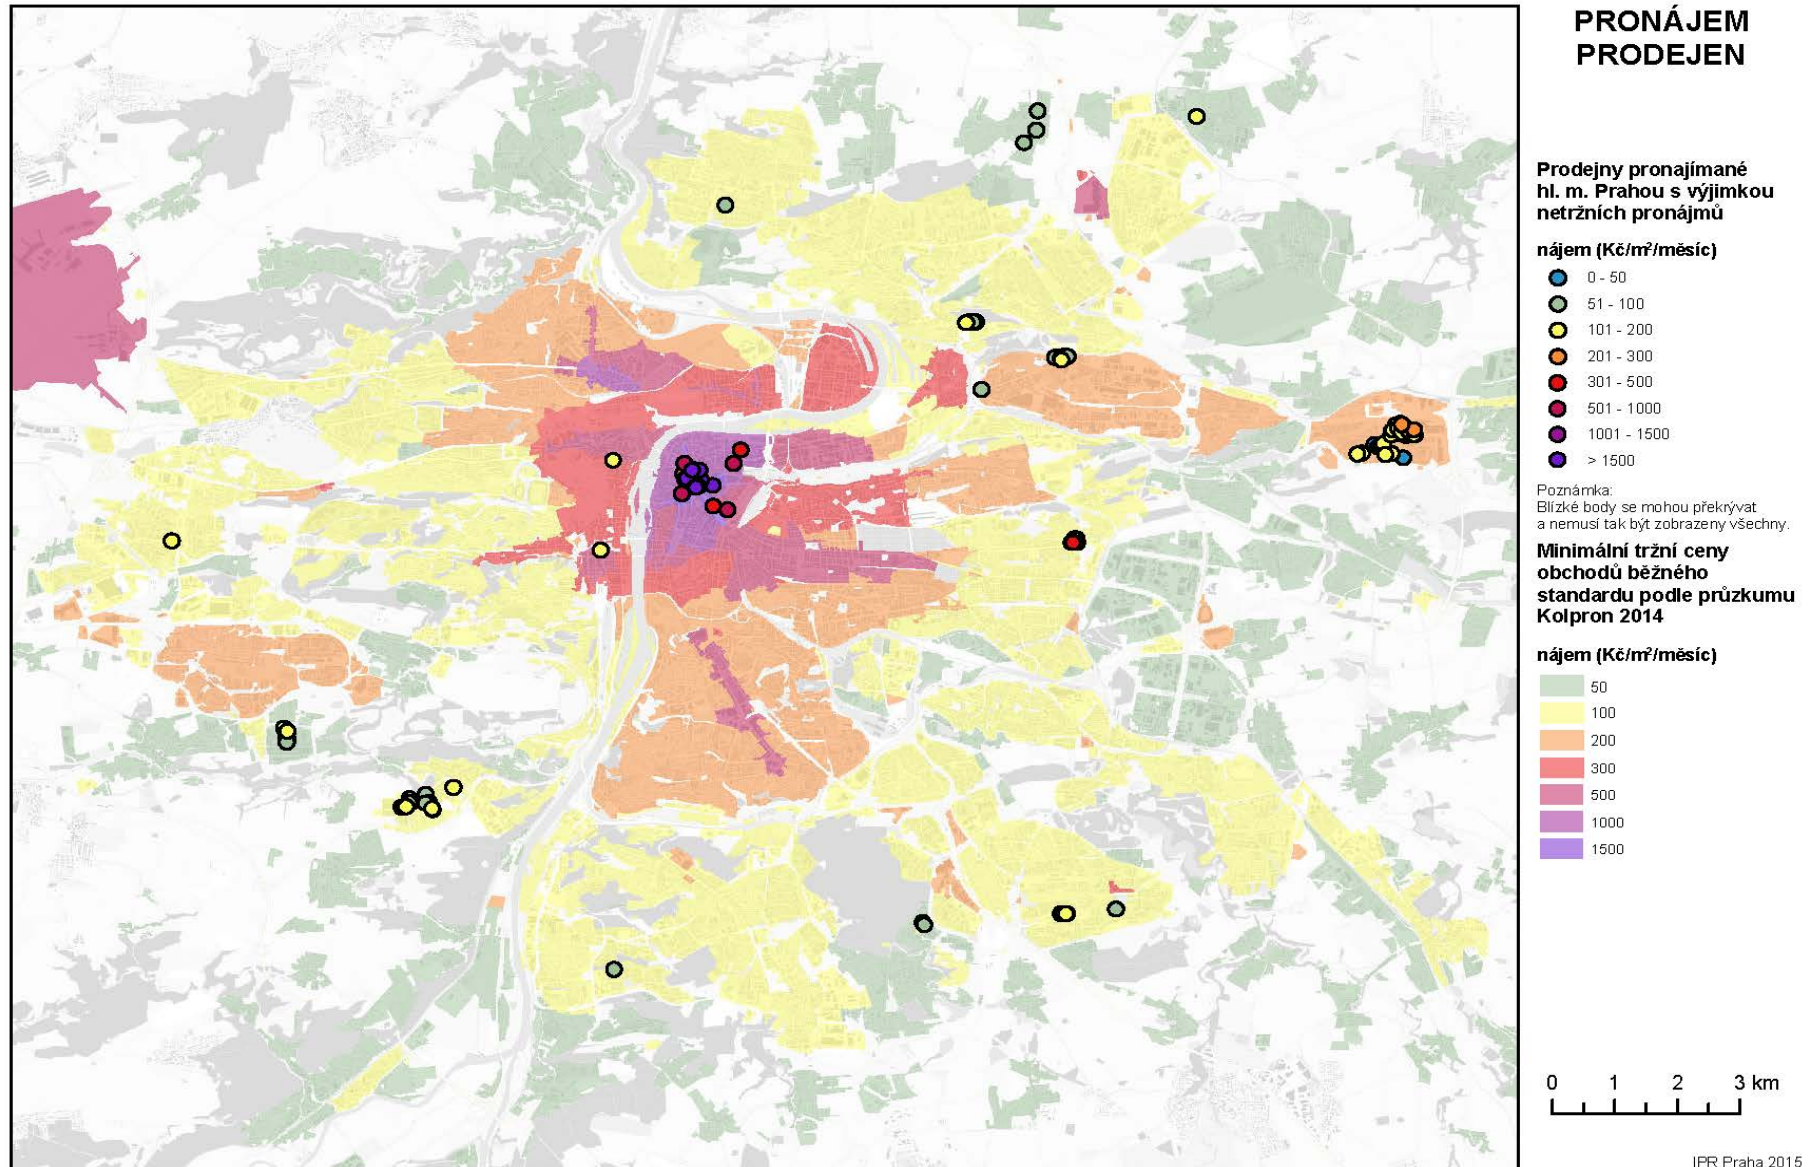 PRONÁJEM
PRODEJEN
Prodejny pronajímané
hl. m. Prahou s výjimkou
netržních pronájmů
nájem (Kč/m²/měsíc)
0 - 50
51 - 100
101 - 200
201 - 300
301 - 500
501 - 1000
1001 - 1500
> 1500
Poznámka:
Blízké body se mohou překrývat
a nemusí tak být zobrazeny všechny.
Minimální tržní ceny
obchodů běžného
standardu podle průzkumu
Kolpron 2014
nájem (Kč/m²/měsíc)
50
100
200
300
500
1000
1500
0 1 2 3 km
IPR Praha 2015